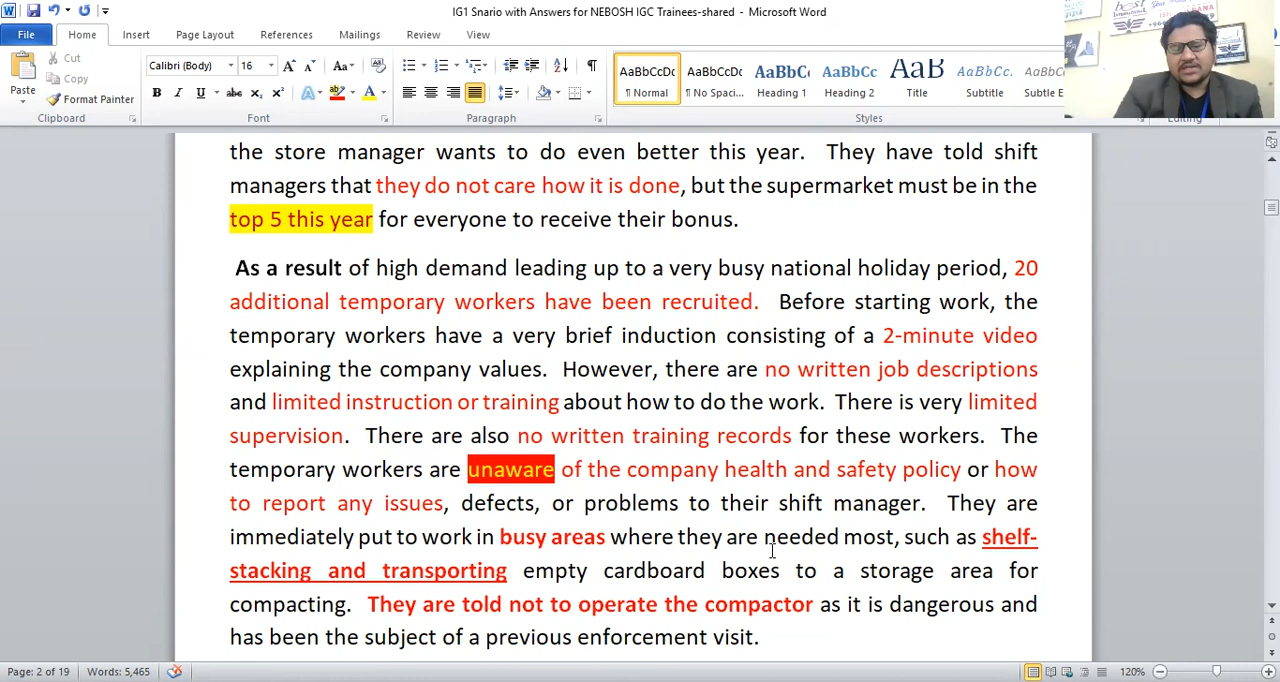 IG1 Snario with Answers for NEBOSH IGC Trainees-shared - Microsoft Word
File Home Insert Page Layout References Mailings Review View
Paste
Cut
Copy
Format Painter
Clipboard
Calibri (Body) 16
Font
Paragraph
AaBbCcDc AaBbCcDc AaBbCc AaBbCc AaB AaBbCcDc AaBbCcD
¶ Normal ¶ No Spaci... Heading 1 Heading 2 Title Subtitle Subtle E
Styles
Editing
the store manager wants to do even better this year. They have told shift
managers that they do not care how it is done, but the supermarket must be in the
top 5 this year for everyone to receive their bonus.
As a result of high demand leading up to a very busy national holiday period, 20
additional temporary workers have been recruited. Before starting work, the
temporary workers have a very brief induction consisting of a 2-minute video
explaining the company values. However, there are no written job descriptions
and limited instruction or training about how to do the work. There is very limited
supervision. There are also no written training records for these workers. The
temporary workers are unaware of the company health and safety policy or how
to report any issues, defects, or problems to their shift manager. They are
immediately put to work in busy areas where they are needed most, such as shelf-
stacking and transporting empty cardboard boxes to a storage area for
compacting. They are told not to operate the compactor as it is dangerous and
has been the subject of a previous enforcement visit.
Page: 2 of 19 Words: 5,465 120%